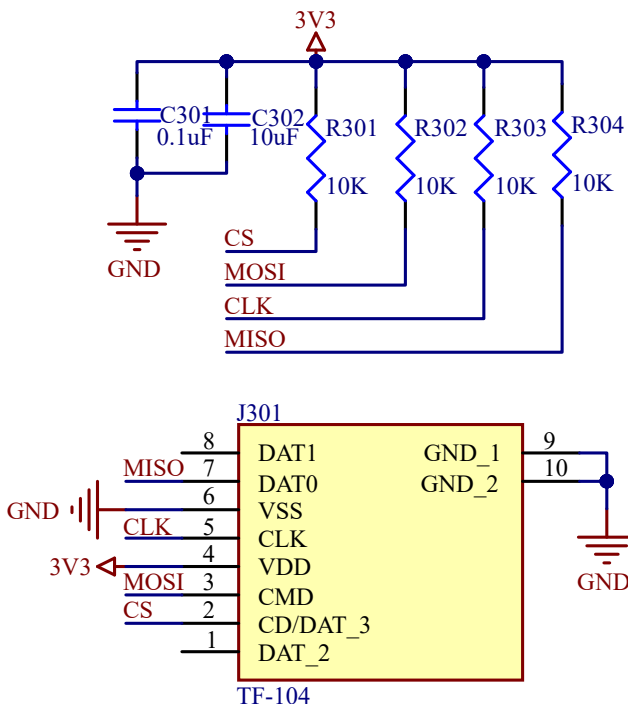 3V3
C301
0.1uF
C302
10uF
R301
10K
R302
10K
R303
10K
R304
10K
GND
CS
MOSI
CLK
MISO
J301
8 DAT1
MISO 7 DAT0
GND 6 VSS
CLK 5 CLK
3V3 4 VDD
MOSI 3 CMD
CS 2 CD/DAT_3
1 DAT_2
GND_1 9
GND_2 10
GND
TF-104